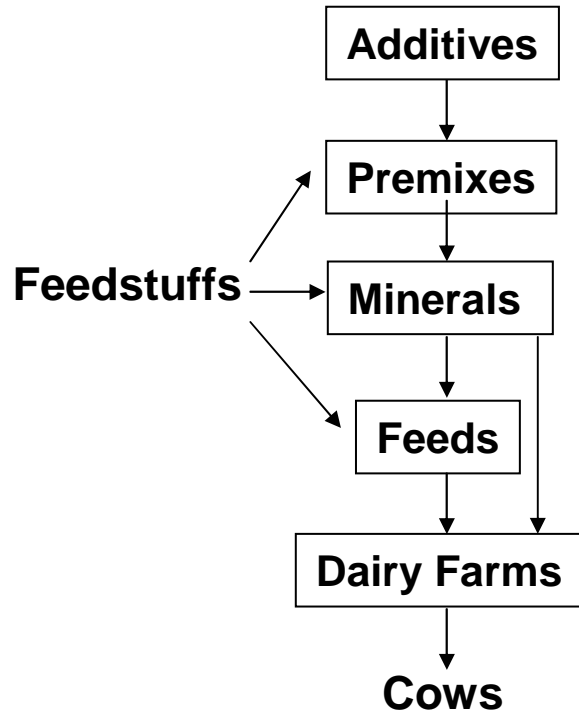 Additives
Premixes
Feedstuffs
Minerals
Feeds
Dairy Farms
Cows